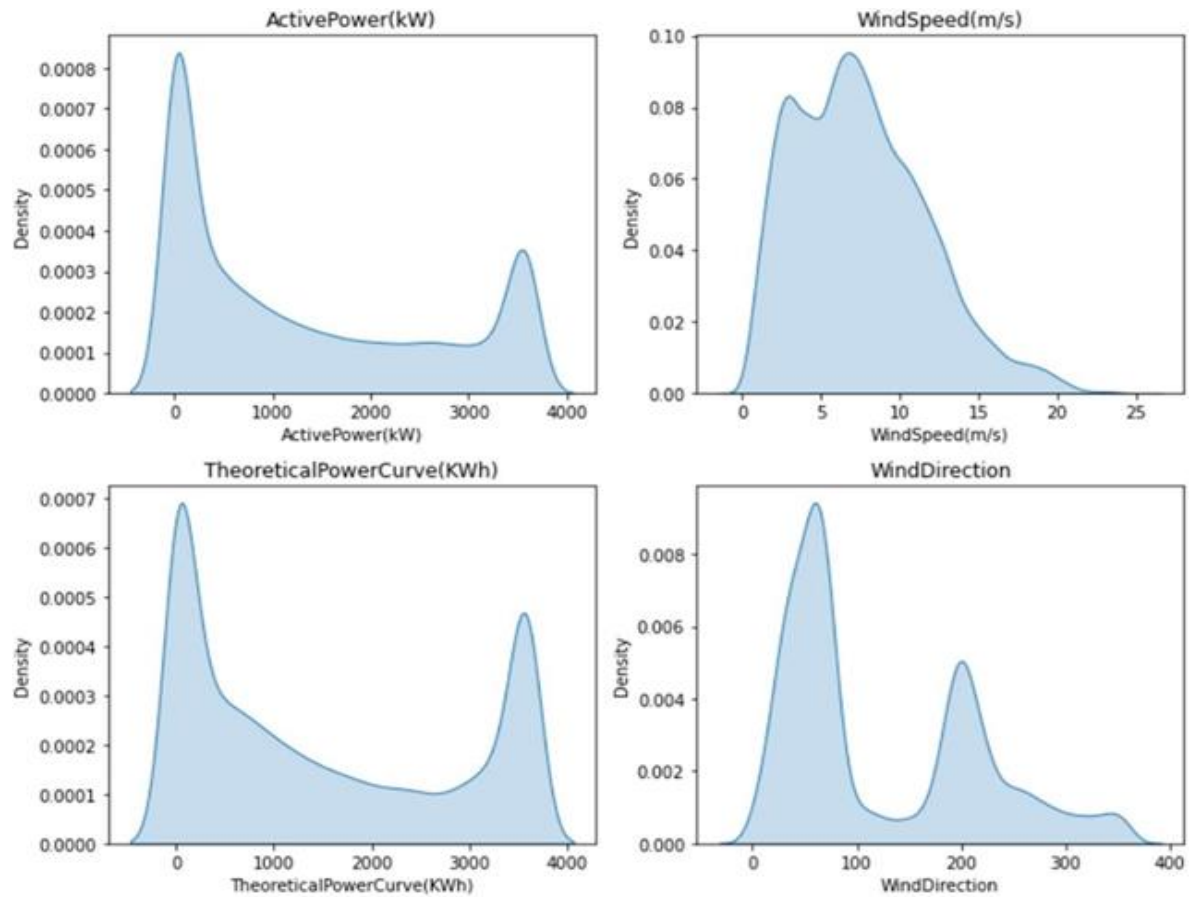 ActivePower(kW)
0.0008
0.0007
0.0006
0.0005
0.0004
0.0003
0.0002
0.0001
0.0000
Density
0 1000 2000 3000 4000
ActivePower(kW)
WindSpeed(m/s)
0.10
0.08
0.06
0.04
0.02
0.00
Density
0 5 10 15 20 25
WindSpeed(m/s)
TheoreticalPowerCurve(KWh)
0.0007
0.0006
0.0005
0.0004
0.0003
0.0002
0.0001
0.0000
Density
0 1000 2000 3000 4000
TheoreticalPowerCurve(KWh)
WindDirection
0.008
0.006
0.004
0.002
0.000
Density
0 100 200 300 400
WindDirection